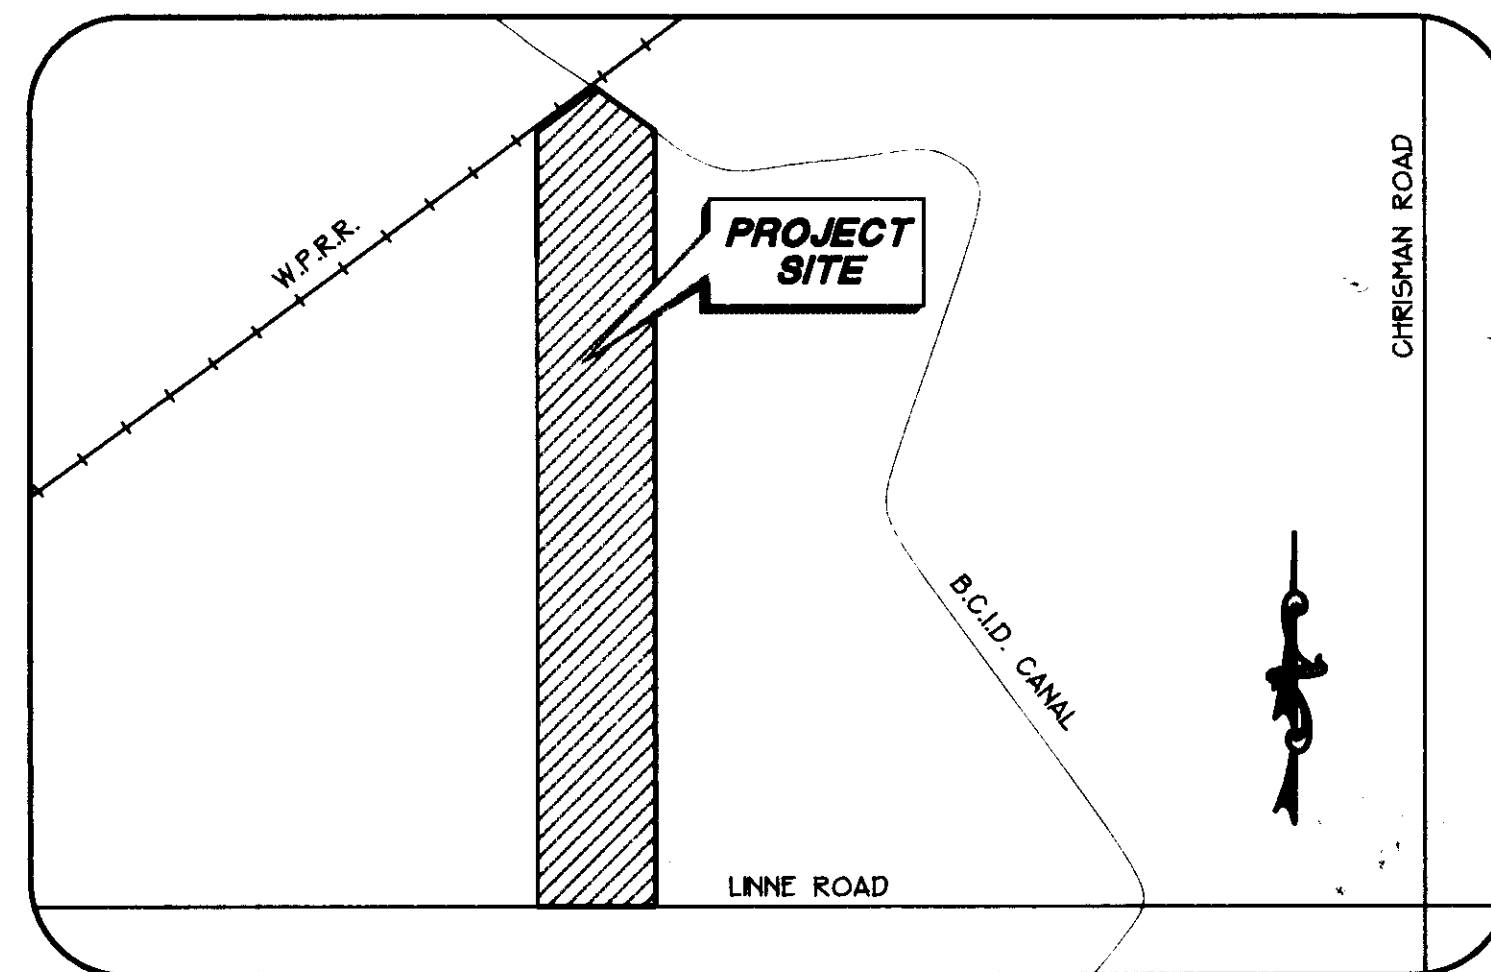 W.P.R.R.
PROJECT
SITE
CHRISMAN ROAD
B.C.I.D. CANAL
LINNE ROAD